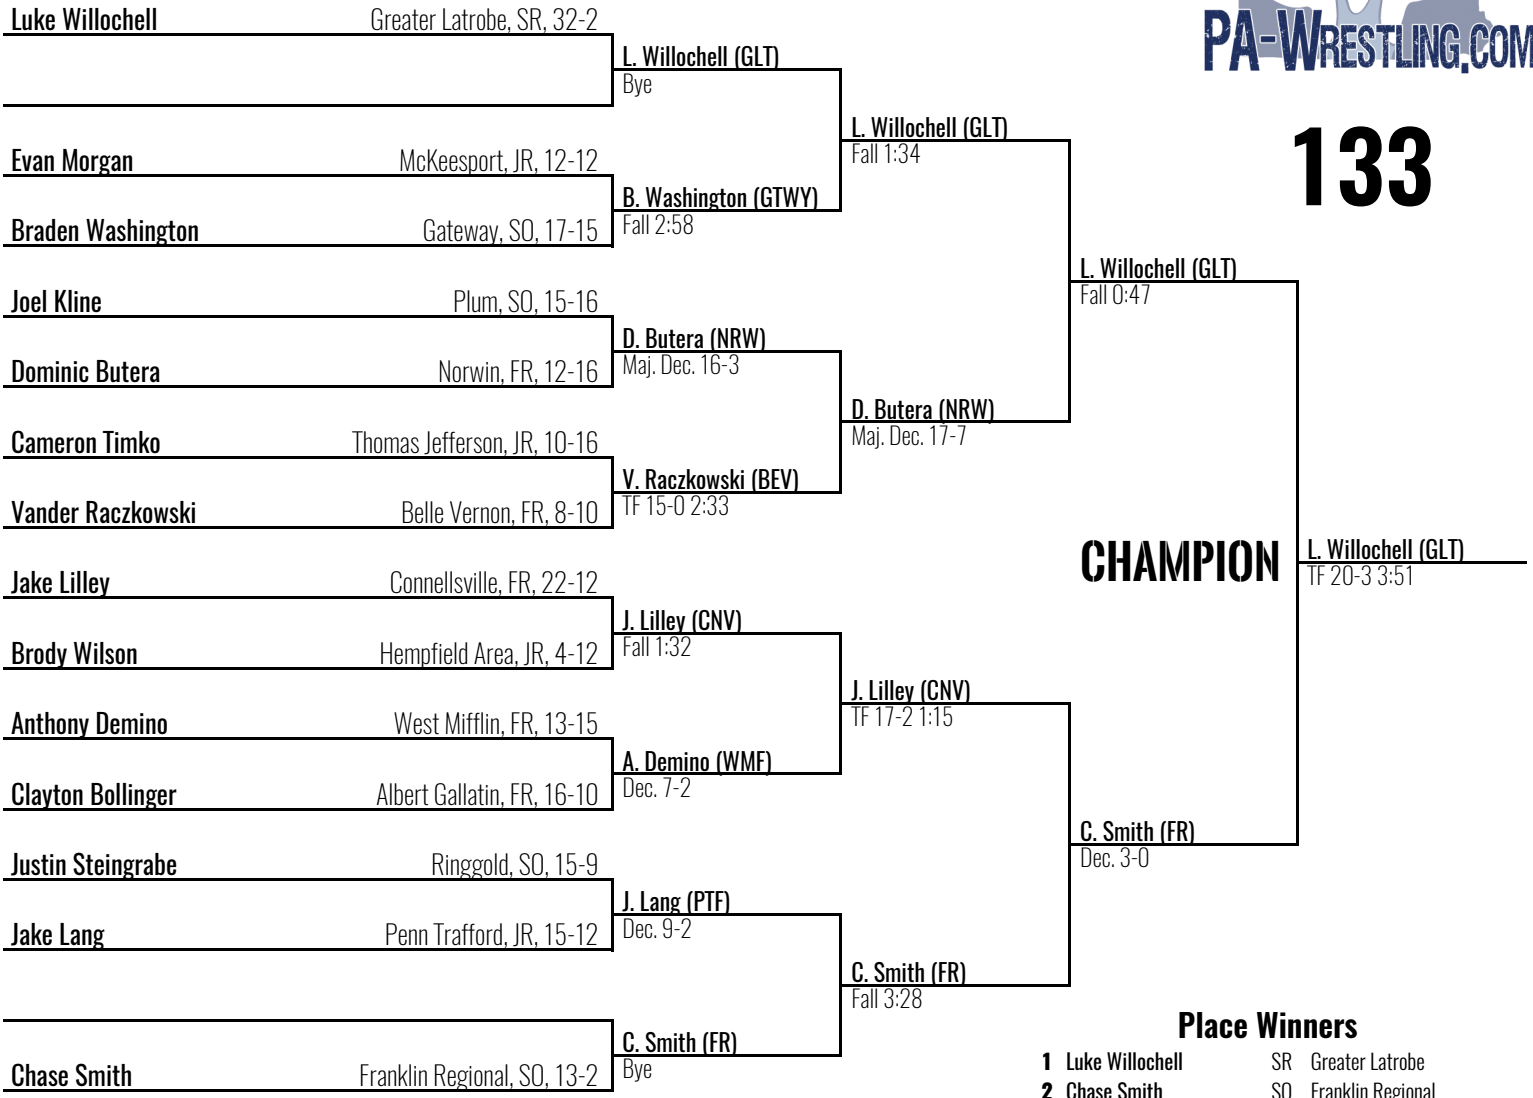 PA-WRESTLING.COM
133
Luke Willochell Greater Latrobe, SR, 32-2
L. Willochell (GLT)
Bye
L. Willochell (GLT)
Fall 1:34
Evan Morgan McKeesport, JR, 12-12
B. Washington (GTWY)
Fall 2:58
Braden Washington Gateway, SO, 17-15
L. Willochell (GLT)
Fall 0:47
Joel Kline Plum, SO, 15-16
D. Butera (NRW)
Maj. Dec. 16-3
Dominic Butera Norwin, FR, 12-16
D. Butera (NRW)
Maj. Dec. 17-7
Cameron Timko Thomas Jefferson, JR, 10-16
V. Raczkowski (BEV)
TF 15-0 2:33
Vander Raczkowski Belle Vernon, FR, 8-10
CHAMPION
L. Willochell (GLT)
TF 20-3 3:51
Jake Lilley Connellsville, FR, 22-12
J. Lilley (CNV)
Fall 1:32
Brody Wilson Hempfield Area, JR, 4-12
J. Lilley (CNV)
TF 17-2 1:15
Anthony Demino West Mifflin, FR, 13-15
A. Demino (WMF)
Dec. 7-2
Clayton Bollinger Albert Gallatin, FR, 16-10
C. Smith (FR)
Dec. 3-0
Justin Steingrabe Ringgold, SO, 15-9
J. Lang (PTF)
Dec. 9-2
Jake Lang Penn Trafford, JR, 15-12
C. Smith (FR)
Fall 3:28
C. Smith (FR)
Bye
Chase Smith Franklin Regional, SO, 13-2
Place Winners
1 Luke Willochell SR Greater Latrobe
2 Chase Smith SO Franklin Regional